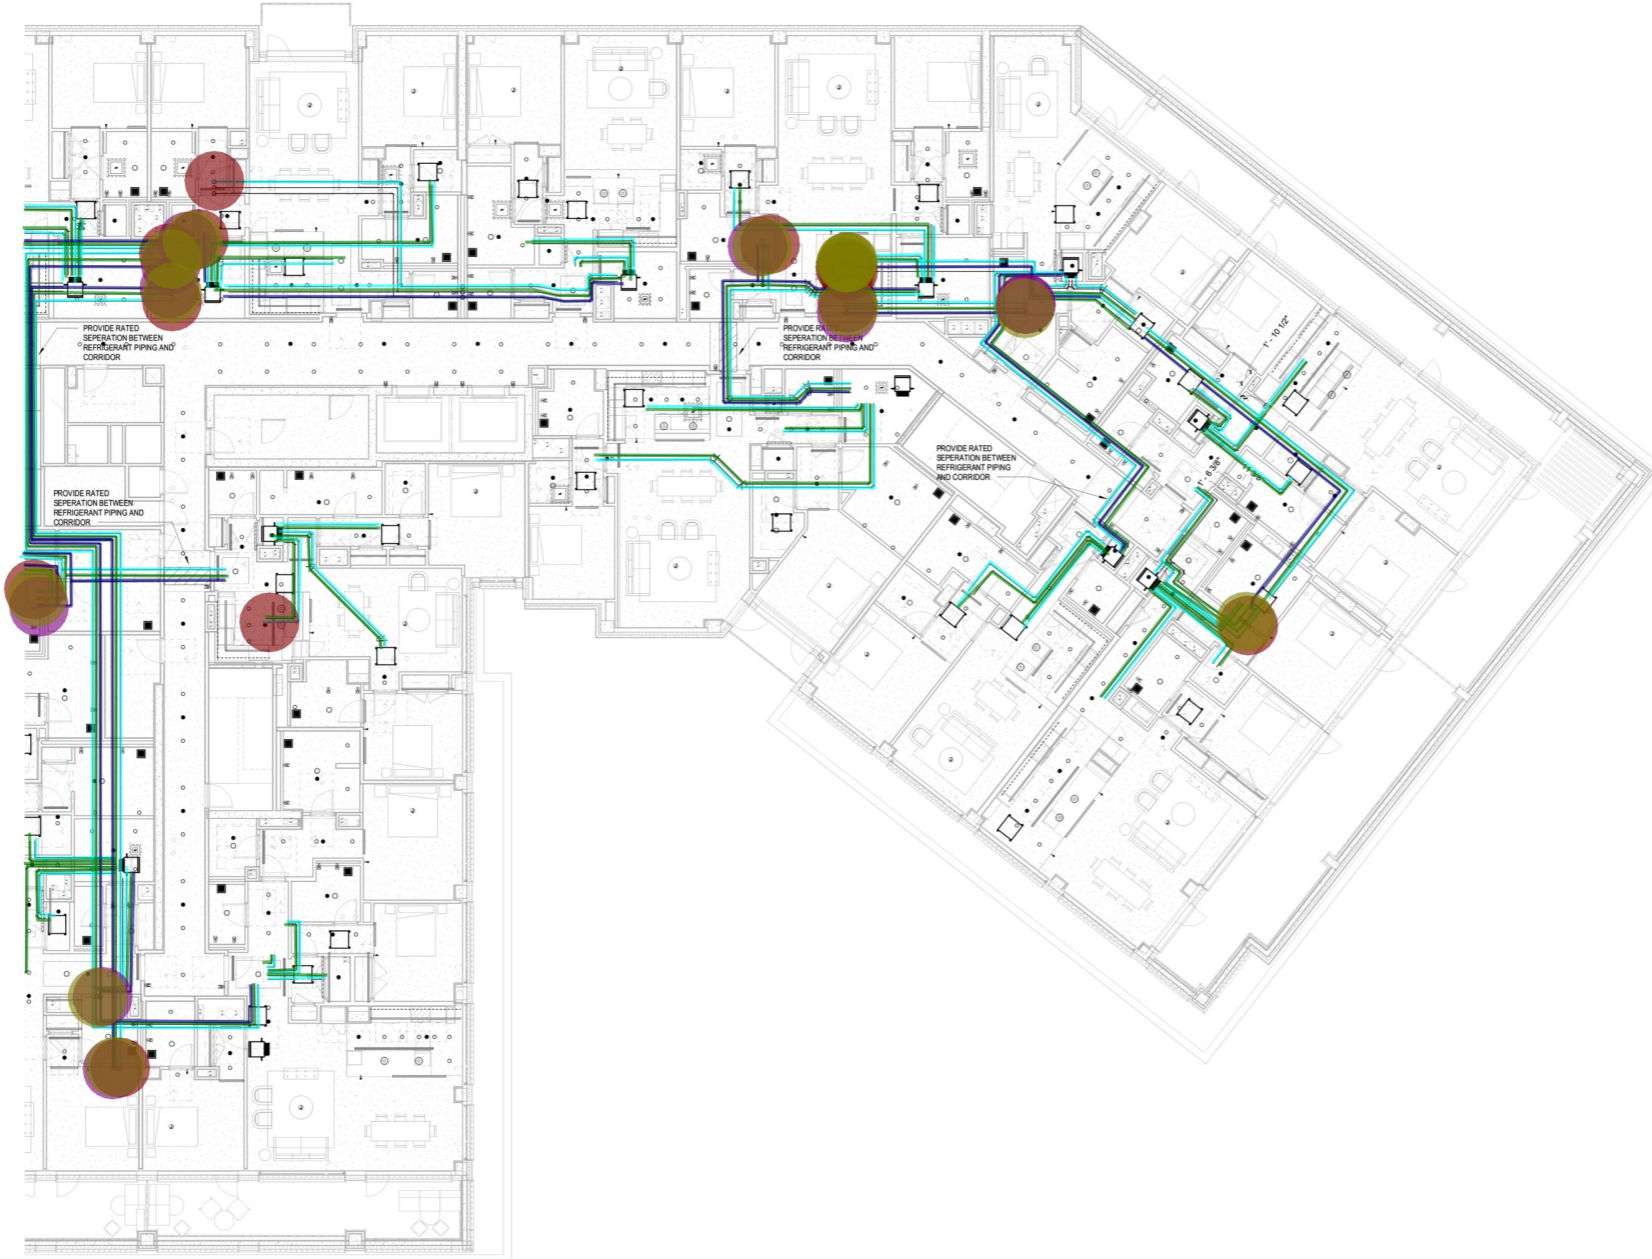 PROVIDE RATED
SEPERATION BETWEEN
REFRIGERANT PIPING AND
CORRIDOR
PROVIDE RATED
SEPERATION BETWEEN
REFRIGERANT PIPING AND
CORRIDOR
1' - 10 1/2"
PROVIDE RATED
SEPERATION BETWEEN
REFRIGERANT PIPING
AND CORRIDOR
1' - 6 3/8"
PROVIDE RATED
SEPERATION BETWEEN
REFRIGERANT PIPING AND
CORRIDOR